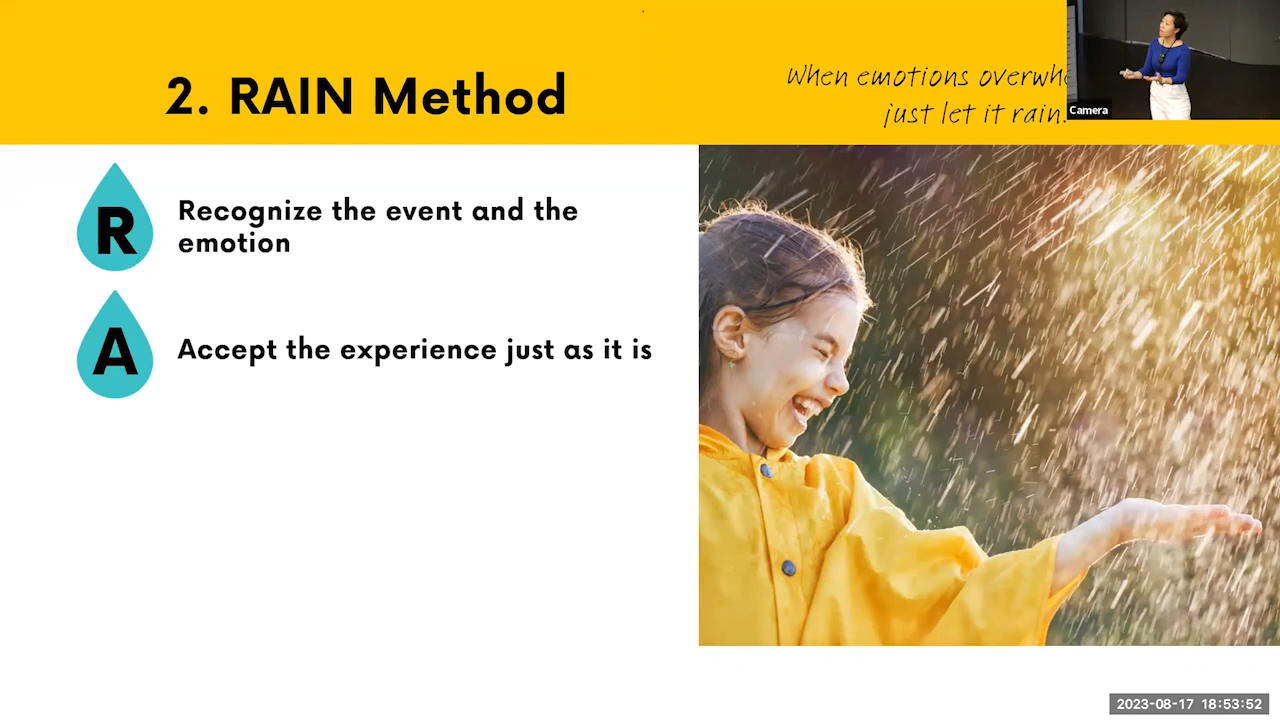 2. RAIN Method
When emotions overwh
just let it rain.
Camera
R
Recognize the event and the
emotion
A
Accept the experience just as it is
2023-08-17 18:53:52